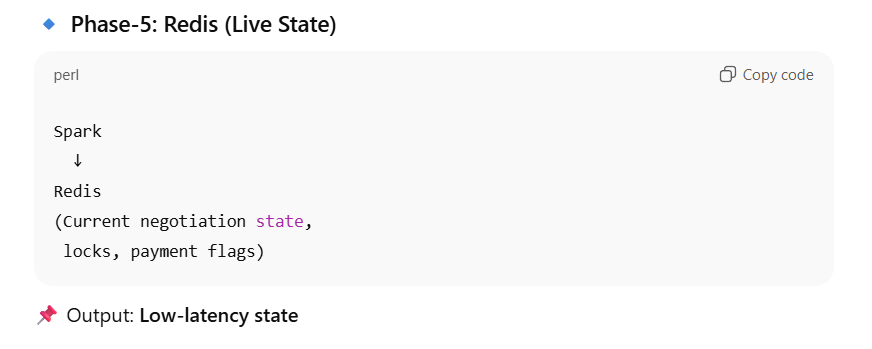 🔹 Phase-5: Redis (Live State)
perl
Copy code
Spark
↓
Redis
(Current negotiation state,
locks, payment flags)
📌 Output: Low-latency state